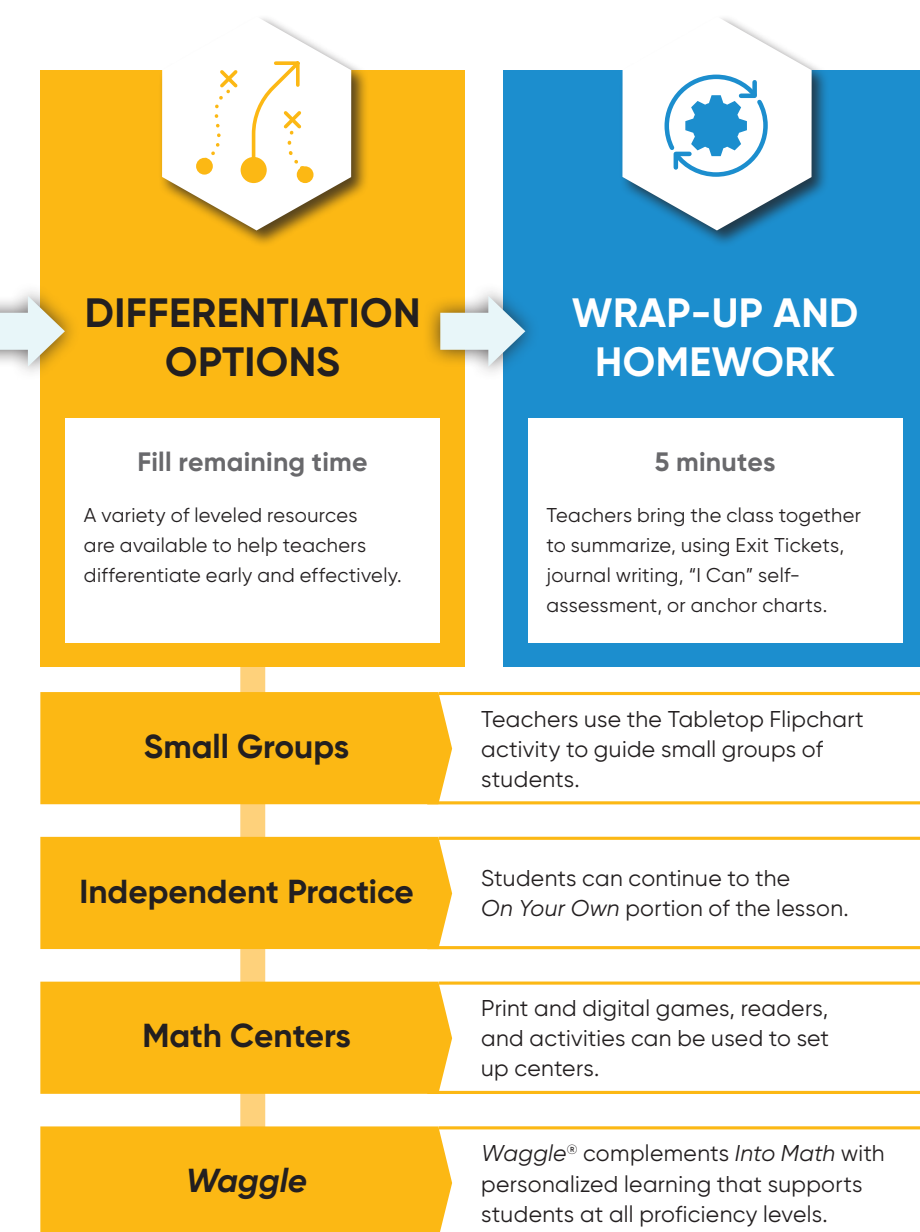 DIFFERENTIATION
OPTIONS
Fill remaining time
A variety of leveled resources
are available to help teachers
differentiate early and effectively.
WRAP-UP AND
HOMEWORK
5 minutes
Teachers bring the class together
to summarize, using Exit Tickets,
journal writing, “I Can” self-
assessment, or anchor charts.
Small Groups
Teachers use the Tabletop Flipchart
activity to guide small groups of
students.
Independent Practice
Students can continue to the
On Your Own portion of the lesson.
Math Centers
Print and digital games, readers,
and activities can be used to set
up centers.
Waggle
Waggle® complements Into Math with
personalized learning that supports
students at all proficiency levels.